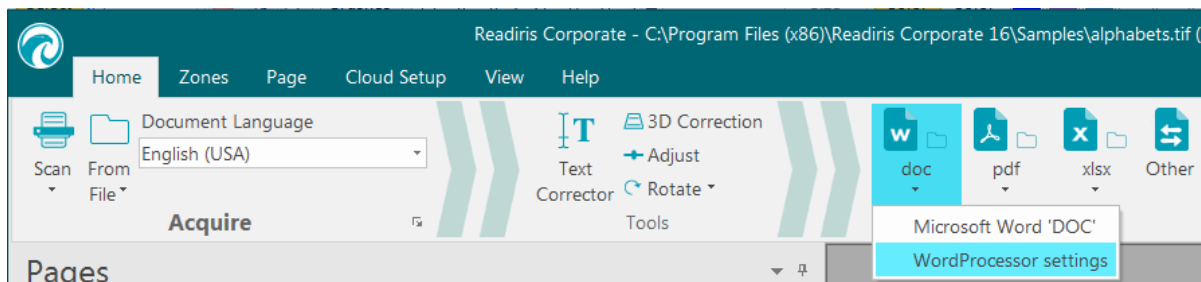 Readiris Corporate - C:\Program Files (x86)\Readiris Corporate 16\Samples\alphabets.tif (
Home Zones Page Cloud Setup View Help
Scan
From
File
Document Language
English (USA)
Acquire
Text
Corrector
3D Correction
Adjust
Rotate
Tools
doc
pdf
xlsx
Other
Microsoft Word 'DOC'
WordProcessor settings
Pages